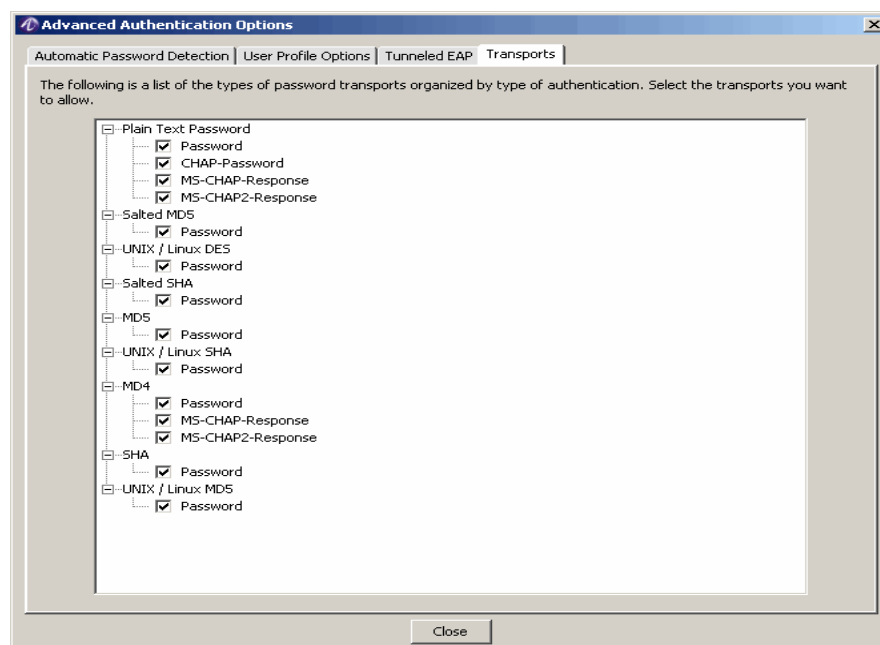 Advanced Authentication Options
Automatic Password Detection User Profile Options Tunneled EAP Transports
The following is a list of the types of password transports organized by type of authentication. Select the transports you want
to allow.
Plain Text Password
Password
CHAP-Password
MS-CHAP-Response
MS-CHAP2-Response
Salted MD5
Password
UNIX / Linux DES
Password
Salted SHA
Password
MD5
Password
UNIX / Linux SHA
Password
MD4
Password
MS-CHAP-Response
MS-CHAP2-Response
SHA
Password
UNIX / Linux MD5
Password
Close